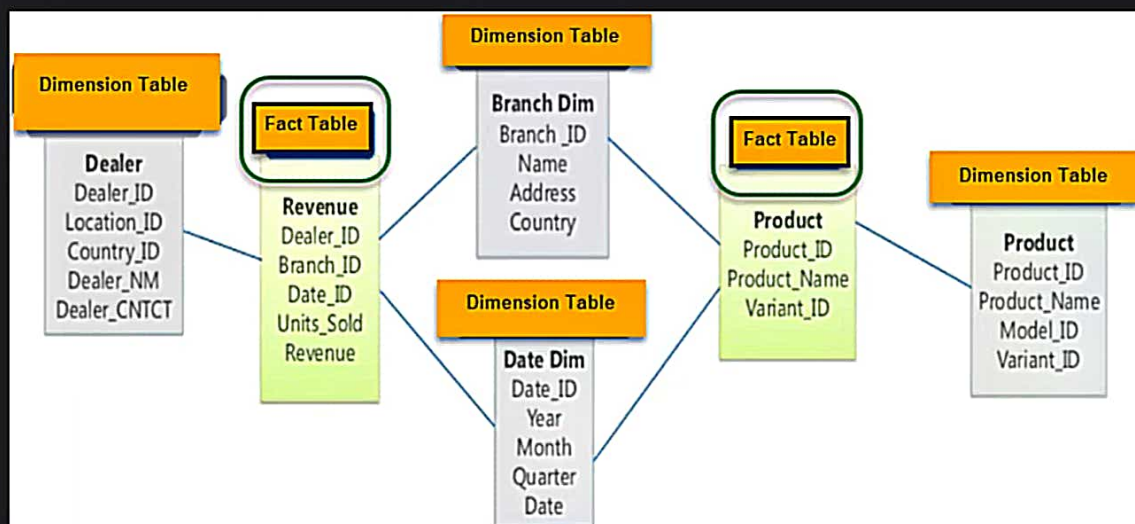 Dimension Table
Dealer
Dealer_ID
Location_ID
Country_ID
Dealer_NM
Dealer_CNTCT
Fact Table
Revenue
Dealer_ID
Branch_ID
Date_ID
Units_Sold
Revenue
Dimension Table
Branch Dim
Branch _ID
Name
Address
Country
Dimension Table
Date Dim
Date_ID
Year
Month
Quarter
Date
Fact Table
Product
Product_ID
Product_Name
Variant_ID
Dimension Table
Product
Product_ID
Product_Name
Model_ID
Variant_ID